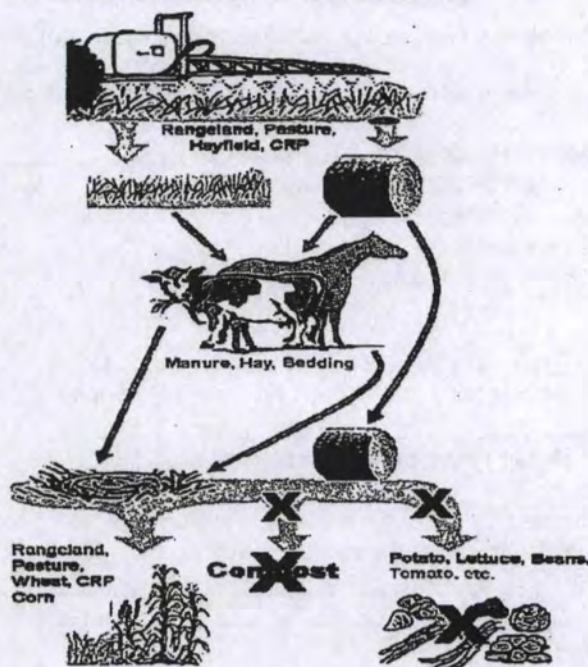 Rangeland, Pasture,
Hayfield, CRP
Manure, Hay, Bedding
Rangeland,
Pasture,
Wheat, CRP
Corn
Compost
Potato, Lettuce, Beans,
Tomato, etc.